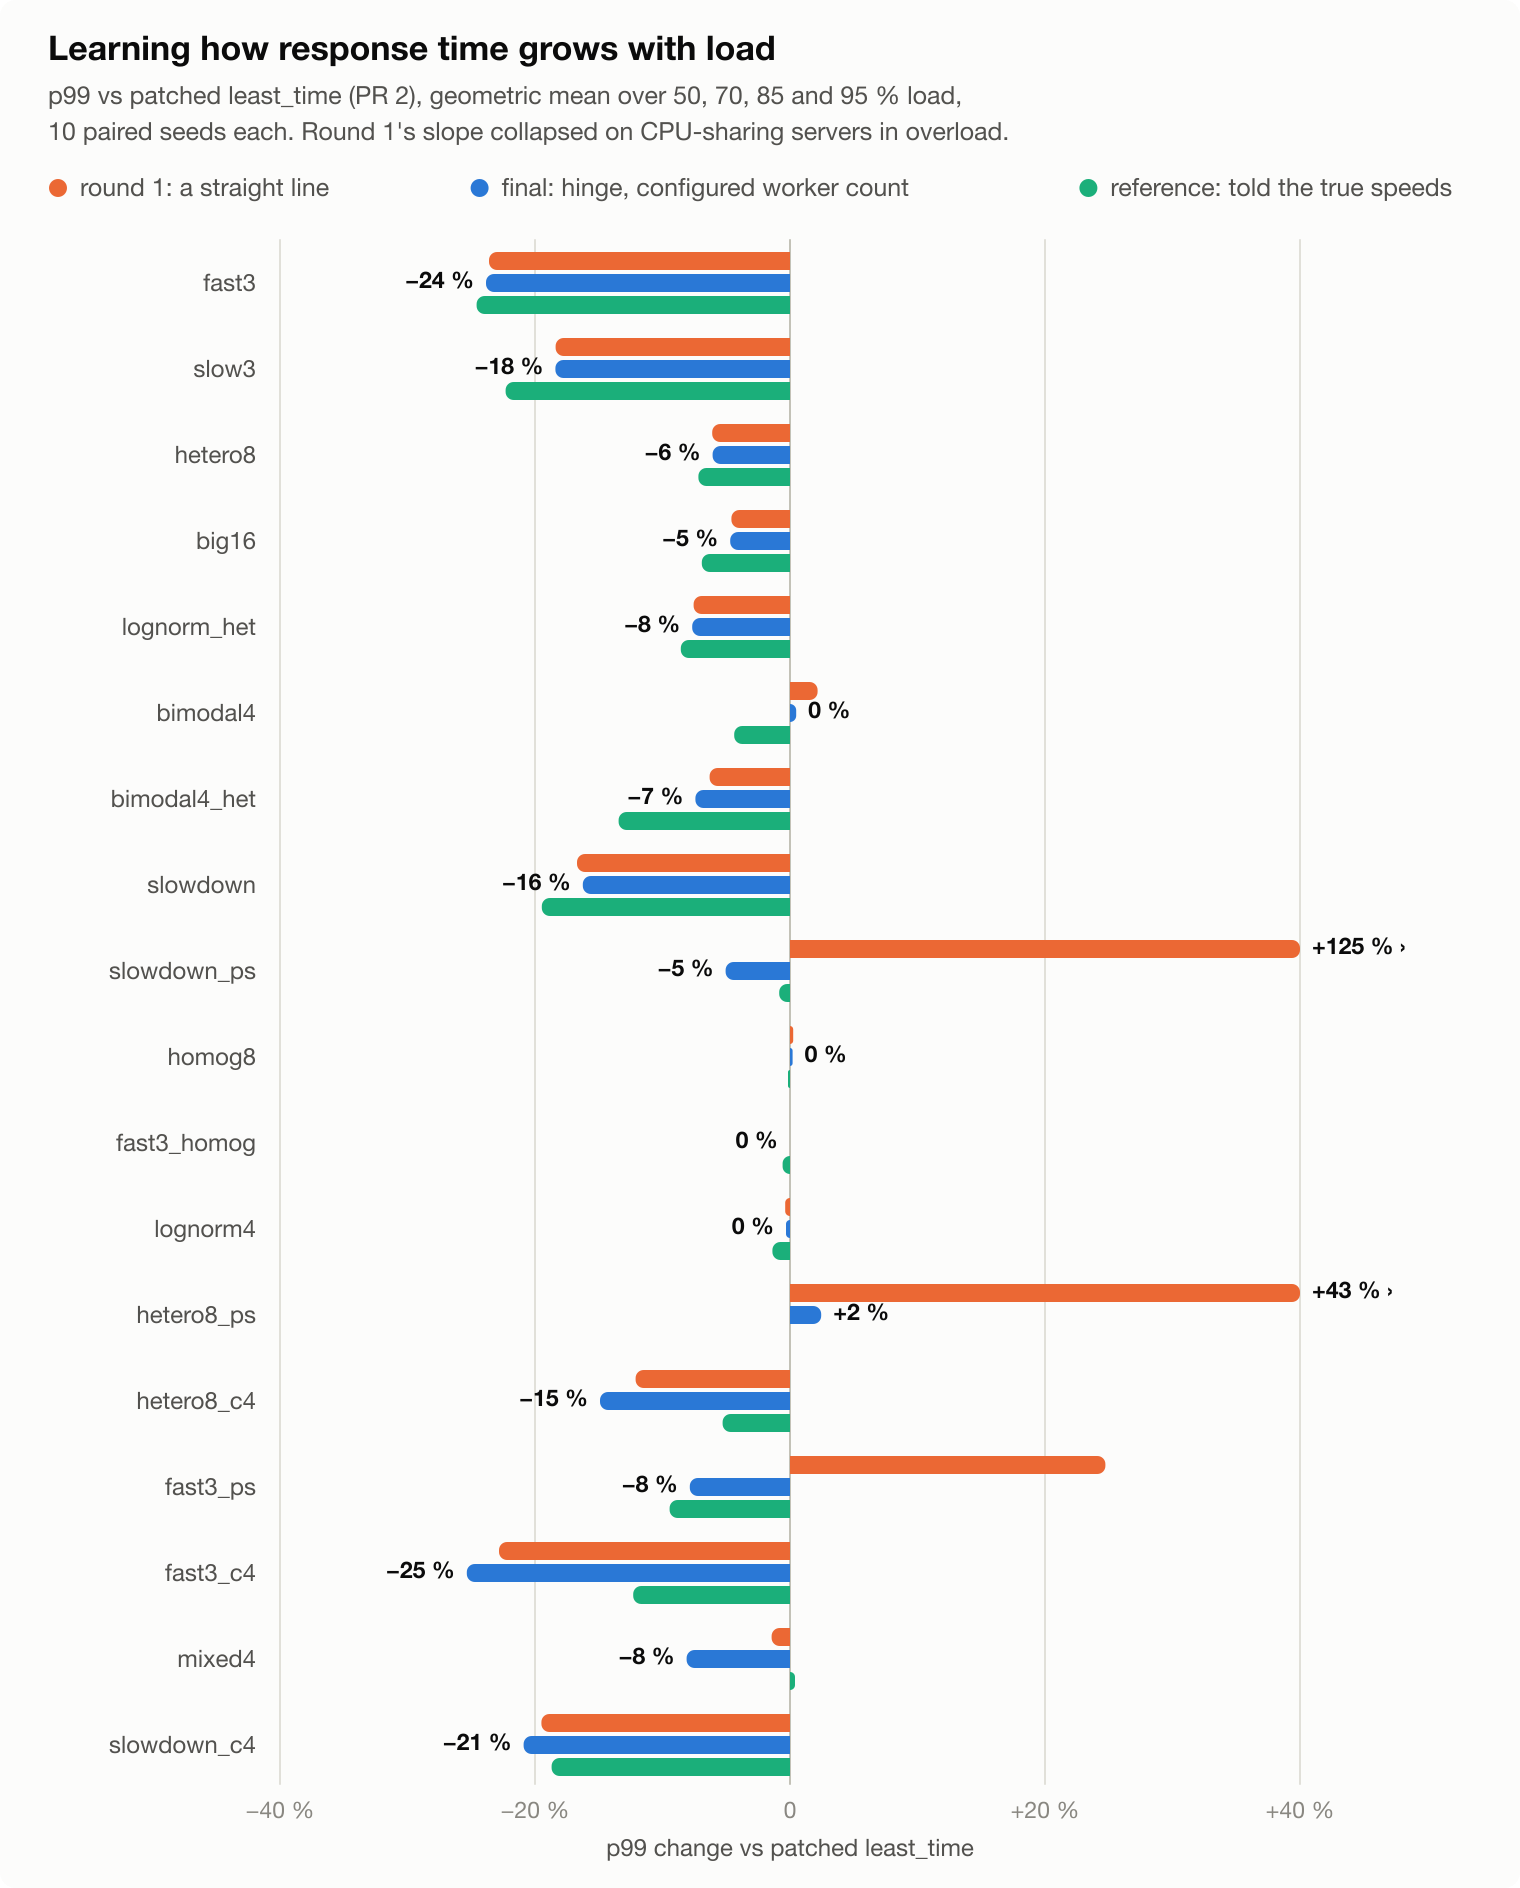 Learning how response time grows with load
p99 vs patched least_time (PR 2), geometric mean over 50, 70, 85 and 95 % load,
10 paired seeds each. Round 1's slope collapsed on CPU-sharing servers in overload.
round 1: a straight line
final: hinge, configured worker count
reference: told the true speeds
fast3
−24 %
slow3
−18 %
hetero8
−6 %
big16
−5 %
lognorm_het
−8 %
bimodal4
0 %
bimodal4_het
−7 %
slowdown
−16 %
+125 % ›
slowdown_ps
−5 %
homog8
0 %
fast3_homog
0 %
lognorm4
0 %
+43 % ›
hetero8_ps
+2 %
hetero8_c4
−15 %
fast3_ps
−8 %
fast3_c4
−25 %
mixed4
−8 %
slowdown_c4
−21 %
−40 %
−20 %
0
+20 %
+40 %
p99 change vs patched least_time